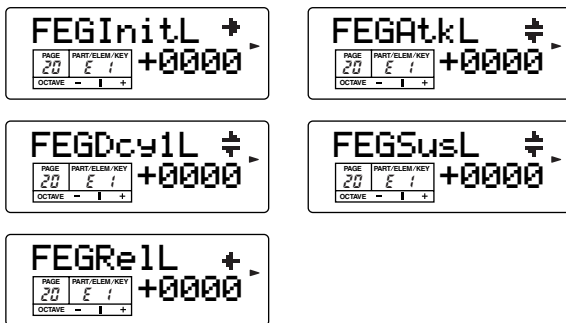 FEGInitL
PAGE PART/ELEM/KEY
20 E 1 +0000
OCTAVE – +
FEGAtkL
PAGE PART/ELEM/KEY
20 E 1 +0000
OCTAVE – +
FEGDcy1L
PAGE PART/ELEM/KEY
20 E 1 +0000
OCTAVE – +
FEGSusL
PAGE PART/ELEM/KEY
20 E 1 +0000
OCTAVE – +
FEGRelL
PAGE PART/ELEM/KEY
20 E 1 +0000
OCTAVE – +